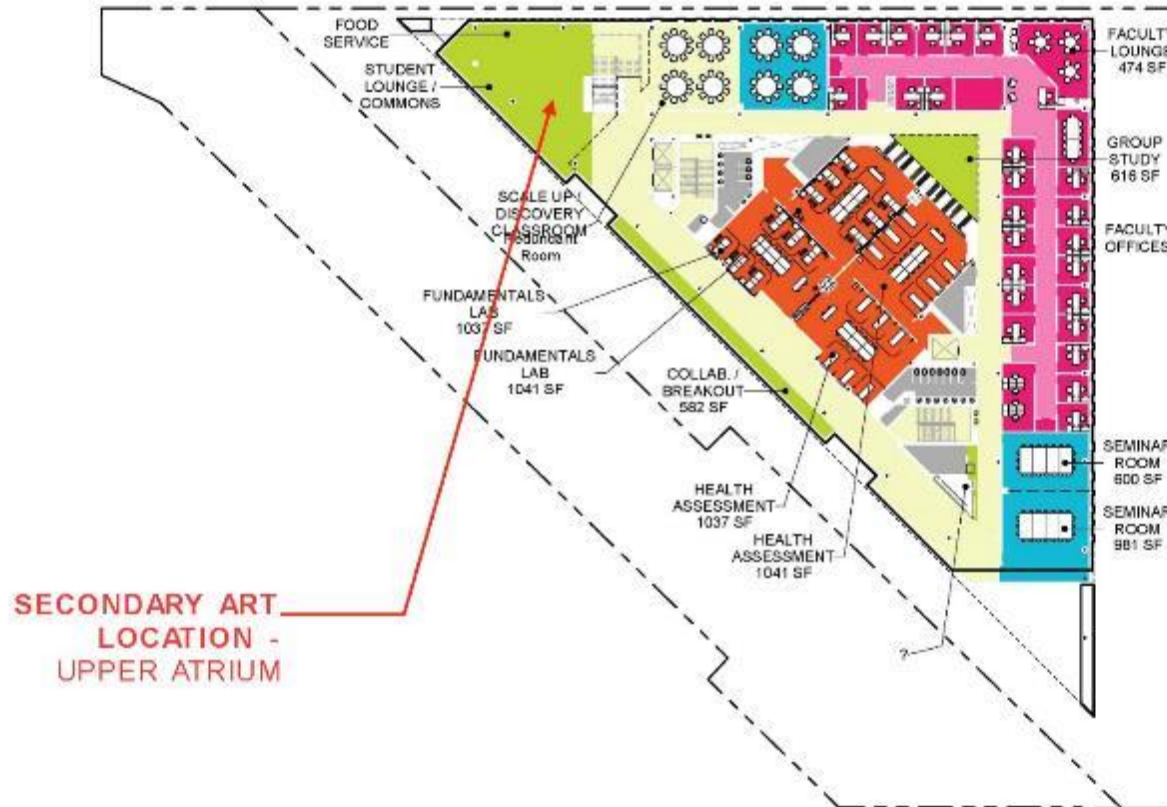 FOOD
SERVICE
STUDENT
LOUNGE /
COMMONS
SCALE UP /
DISCOVERY
CLASSROOM
Redundant
Room
FUNDAMENTALS
LAB
1037 SF
FUNDAMENTALS
LAB
1041 SF
COLLAB. /
BREAKOUT
582 SF
HEALTH
ASSESSMENT
1037 SF
HEALTH
ASSESSMENT
1041 SF
?
FACULTY
LOUNGE
474 SF
GROUP
STUDY
616 SF
FACULTY
OFFICES
SEMINAR
ROOM
600 SF
SEMINAR
ROOM
981 SF
SECONDARY ART
LOCATION -
UPPER ATRIUM